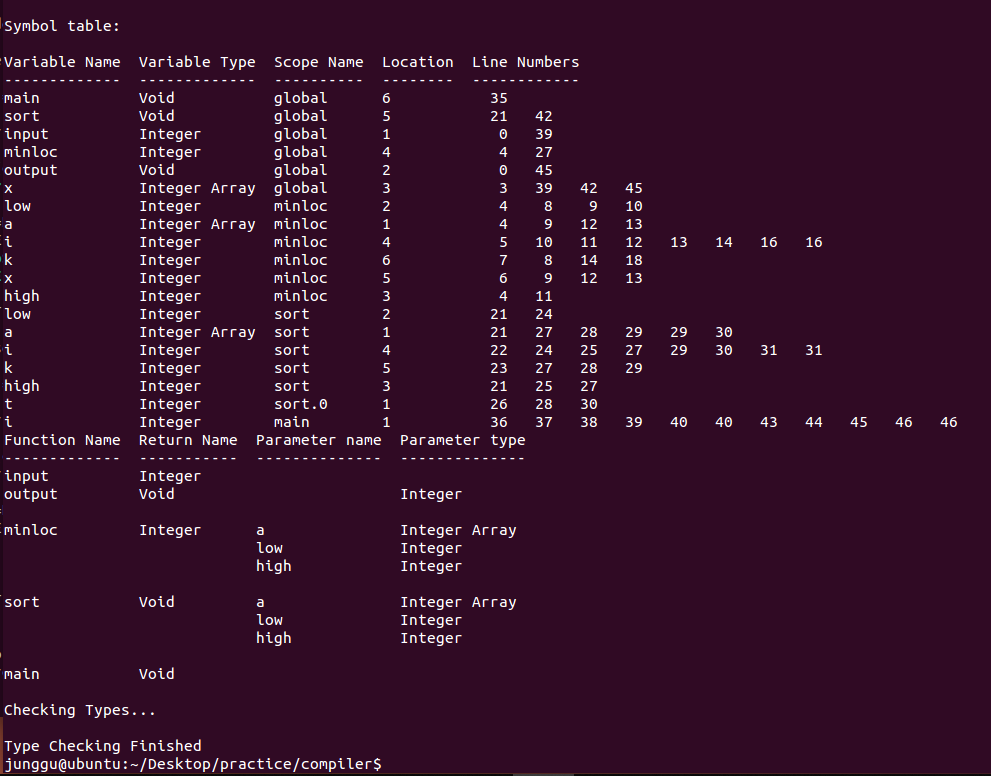 Symbol table:
Variable Name  Variable Type  Scope Name  Location  Line Numbers
-------------  -------------  ----------  --------  ------------
main           Void           global      6           35
sort           Void           global      5           21   42
input          Integer        global      1            0   39
minloc         Integer        global      4            4   27
output         Void           global      2            0   45
x              Integer Array  global      3            3   39   42   45
low            Integer        minloc      2            4    8    9   10
a              Integer Array  minloc      1            4    9   12   13
i              Integer        minloc      4            5   10   11   12   13   14   16   16
k              Integer        minloc      6            7    8   14   18
x              Integer        minloc      5            6    9   12   13
high           Integer        minloc      3            4   11
low            Integer        sort        2           21   24
a              Integer Array  sort        1           21   27   28   29   29   30
i              Integer        sort        4           22   24   25   27   29   30   31   31
k              Integer        sort        5           23   27   28   29
high           Integer        sort        3           21   25   27
t              Integer        sort.0      1           26   28   30
i              Integer        main        1           36   37   38   39   40   40   43   44   45   46   46
Function Name  Return Name  Parameter name  Parameter type
-------------  -----------  --------------  --------------
input          Integer
output         Void                         Integer
minloc         Integer      a               Integer Array
                            low             Integer
                            high            Integer
sort           Void         a               Integer Array
                            low             Integer
                            high            Integer
main           Void
Checking Types...
Type Checking Finished
junggu@ubuntu:~/Desktop/practice/compiler$